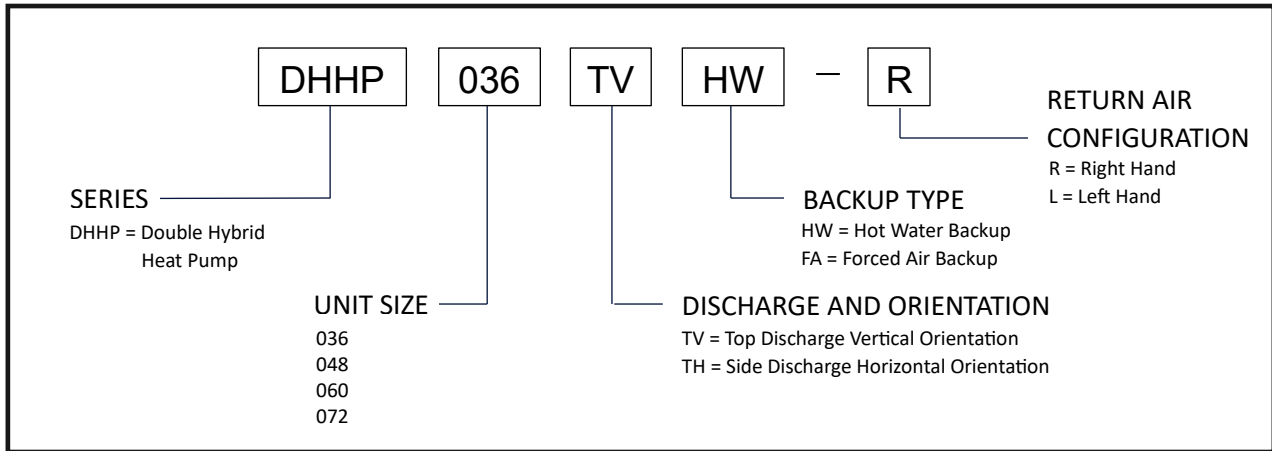 DHHP 036 TV HW – R
RETURN AIR
CONFIGURATION
R = Right Hand
L = Left Hand
SERIES
DHHP = Double Hybrid
Heat Pump
BACKUP TYPE
HW = Hot Water Backup
FA = Forced Air Backup
UNIT SIZE
036
048
060
072
DISCHARGE AND ORIENTATION
TV = Top Discharge Vertical Orientation
TH = Side Discharge Horizontal Orientation